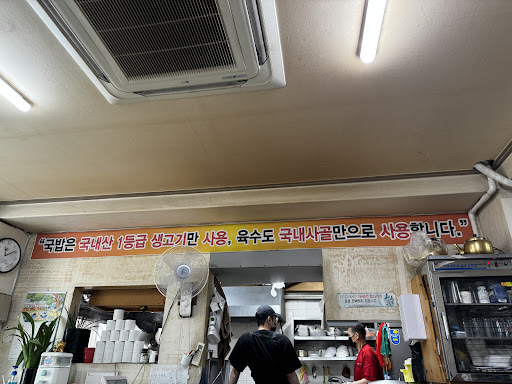 "국밥은 국내산 1등급 생고기만 사용, 육수도 국내사골만으로 사용합니다."